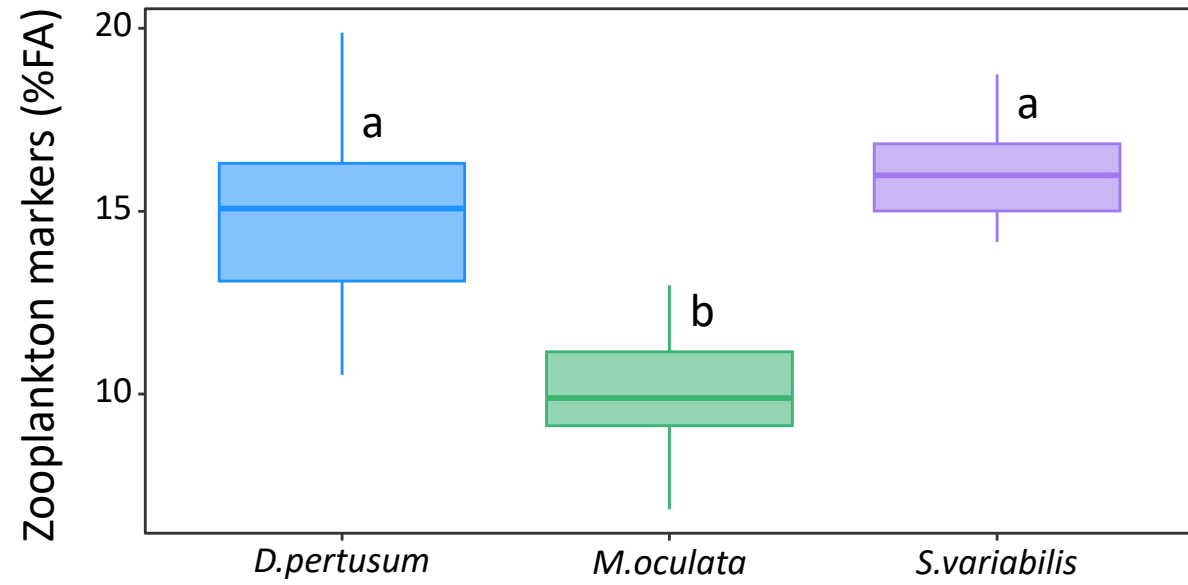 Zooplankton markers (%FA)
20
15
10
a
b
a
D.pertusum
M.oculata
S.variabilis